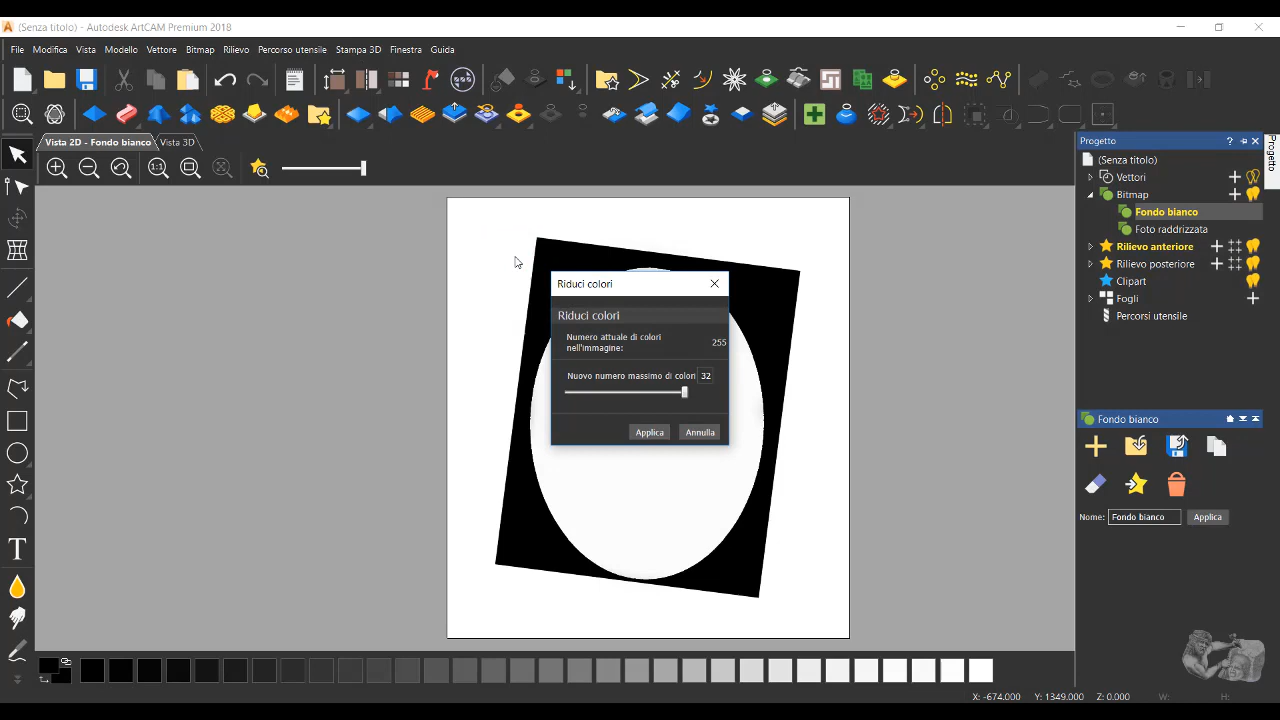 (Senza titolo) - Autodesk ArtCAM Premium 2018
File Modifica Vista Modello Vettore Bitmap Rilievo Percorso utensile Stampa 3D Finestra Guida
Vista 2D - Fondo bianco Vista 3D
1:1
Progetto
Progetto
(Senza titolo)
Vettori
Bitmap
Fondo bianco
Foto raddrizzata
Rilievo anteriore
Rilievo posteriore
Clipart
Fogli
Percorsi utensile
Riduci colori
Riduci colori
Numero attuale di colori
nell'immagine: 255
Nuovo numero massimo di colori 32
Applica Annulla
Fondo bianco
Nome: Fondo bianco Applica
X: -674.000 Y: 1349.000 Z: 0.000 W: H: